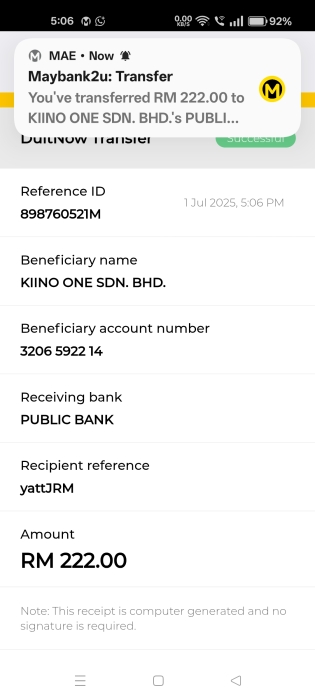 5:06
0.00
KB/S
92%
MAE • Now
Maybank2u: Transfer
You've transferred RM 222.00 to
KIINO ONE SDN. BHD.'s PUBLI...
DuitNow Transfer
Successful
Reference ID
898760521M
1 Jul 2025, 5:06 PM
Beneficiary name
KIINO ONE SDN. BHD.
Beneficiary account number
3206 5922 14
Receiving bank
PUBLIC BANK
Recipient reference
yattJRM
Amount
RM 222.00
Note: This receipt is computer generated and no
signature is required.